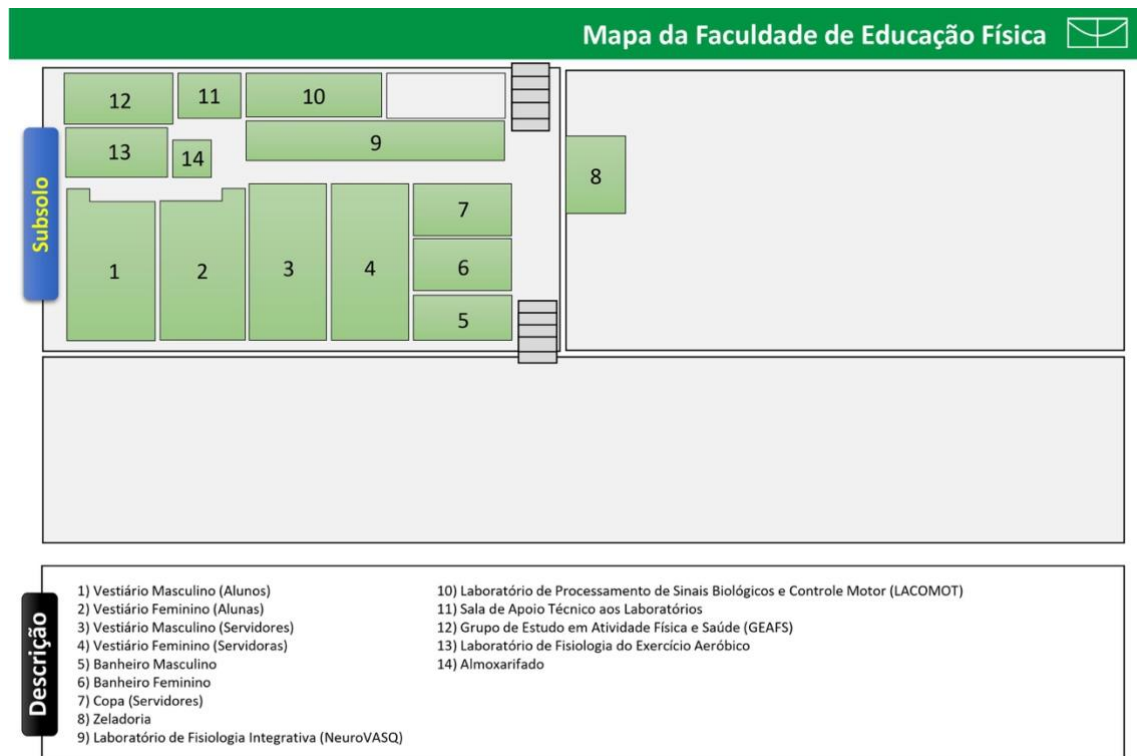 Mapa da Faculdade de Educação Física
Subsolo
12
11
10
13
14
9
8
7
1
2
3
4
6
5
Descrição
1) Vestiário Masculino (Alunos)
2) Vestiário Feminino (Alunas)
3) Vestiário Masculino (Servidores)
4) Vestiário Feminino (Servidoras)
5) Banheiro Masculino
6) Banheiro Feminino
7) Copa (Servidores)
8) Zeladoria
9) Laboratório de Fisiologia Integrativa (NeuroVASQ)
10) Laboratório de Processamento de Sinais Biológicos e Controle Motor (LACOMOT)
11) Sala de Apoio Técnico aos Laboratórios
12) Grupo de Estudo em Atividade Física e Saúde (GEAFS)
13) Laboratório de Fisiologia do Exercício Aeróbico
14) Almoxarifado